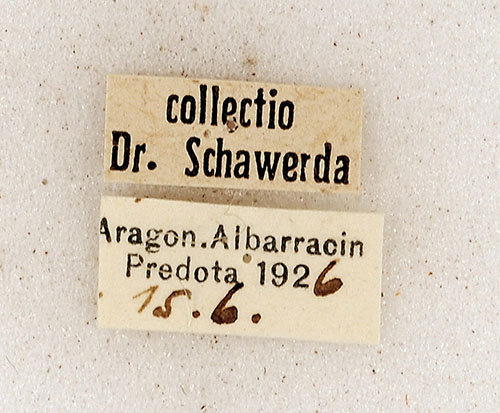 collectio
Dr. Schawerda
Aragon.Albarracin
Predota 1926
15.6.